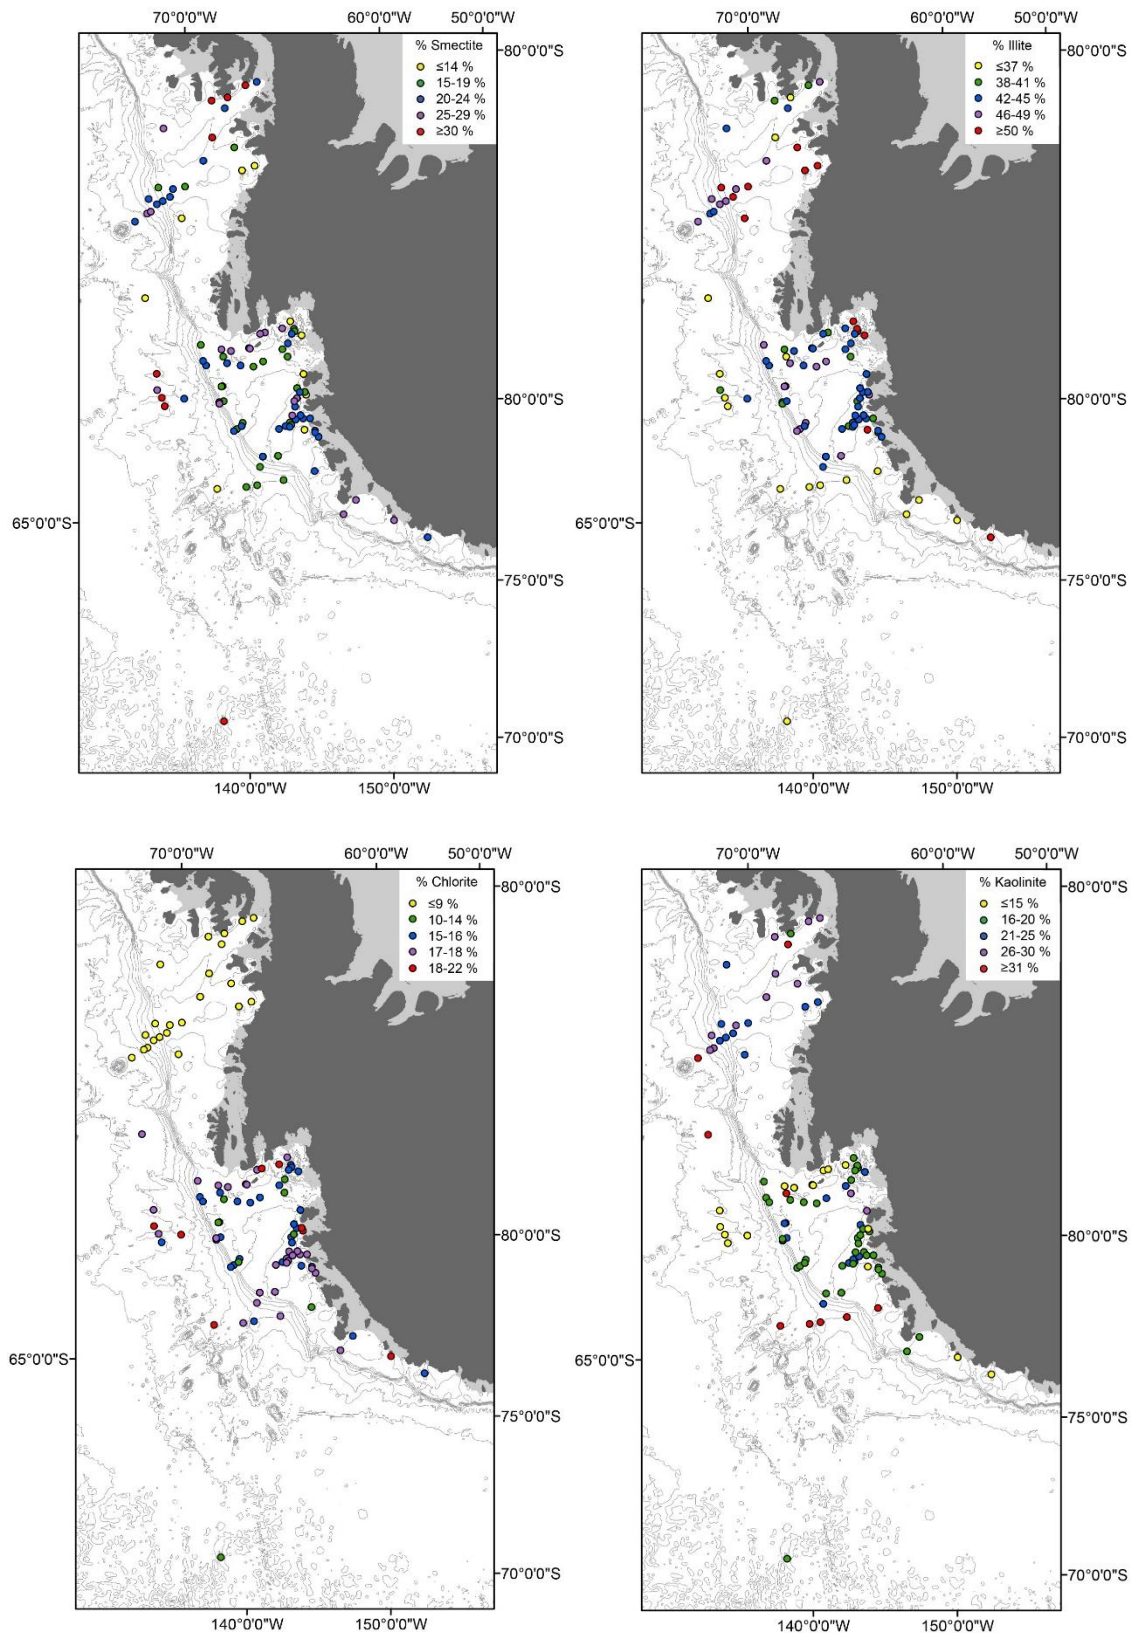 70°0'0"W 60°0'0"W 50°0'0"W
% Smectite
≤14 %
15-19 %
20-24 %
25-29 %
≥30 %
80°0'0"S
80°0'0"S
65°0'0"S
75°0'0"S
70°0'0"S
140°0'0"W 150°0'0"W
70°0'0"W 60°0'0"W 50°0'0"W
% Illite
≤37 %
38-41 %
42-45 %
46-49 %
≥50 %
80°0'0"S
80°0'0"S
65°0'0"S
75°0'0"S
70°0'0"S
140°0'0"W 150°0'0"W
70°0'0"W 60°0'0"W 50°0'0"W
% Chlorite
≤9 %
10-14 %
15-16 %
17-18 %
18-22 %
80°0'0"S
80°0'0"S
65°0'0"S
75°0'0"S
70°0'0"S
140°0'0"W 150°0'0"W
70°0'0"W 60°0'0"W 50°0'0"W
% Kaolinite
≤15 %
16-20 %
21-25 %
26-30 %
≥31 %
80°0'0"S
80°0'0"S
65°0'0"S
75°0'0"S
70°0'0"S
140°0'0"W 150°0'0"W